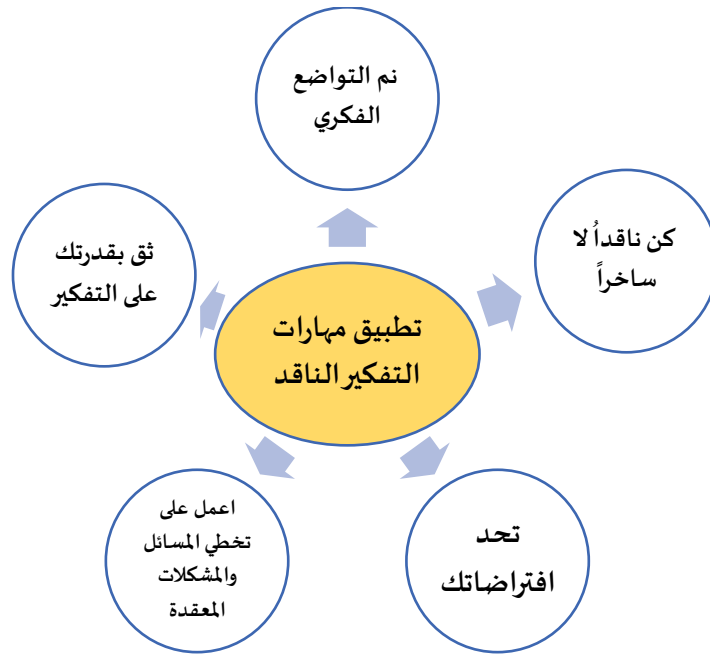 نم التواضع
الفكري
كن ناقداُ لا
ساخراً
ثق بقدرتك
على التفكير
تطبيق مهارات
التفكير الناقد
اعمل على
تخطي المسائل
والمشكلات
المعقدة
تحد
افتراضاتك